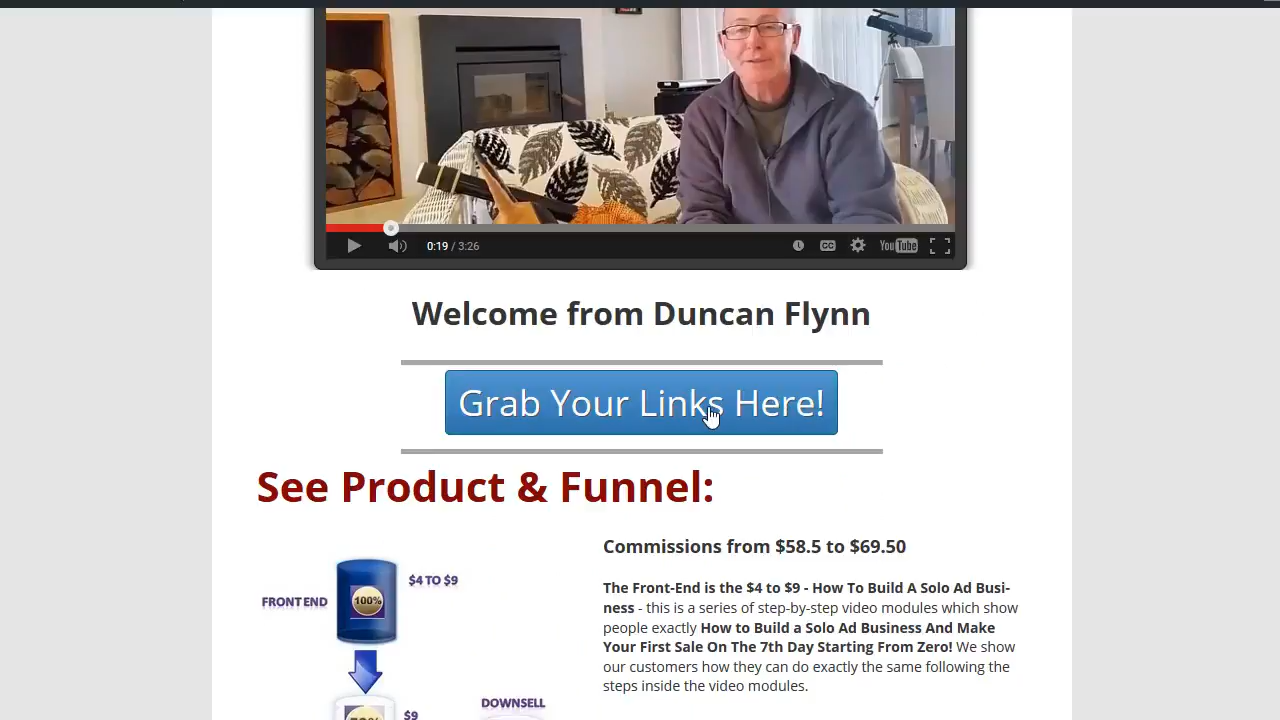 0:19 / 3:26
CC
YouTube
Welcome from Duncan Flynn
Grab Your Links Here!
See Product & Funnel:
FRONT END
100%
$4 TO $9
$9
DOWNSELL
Commissions from $58.5 to $69.50
The Front-End is the $4 to $9 - How To Build A Solo Ad Busi-
ness - this is a series of step-by-step video modules which show
people exactly How to Build a Solo Ad Business And Make
Your First Sale On The 7th Day Starting From Zero! We show
our customers how they can do exactly the same following the
steps inside the video modules.